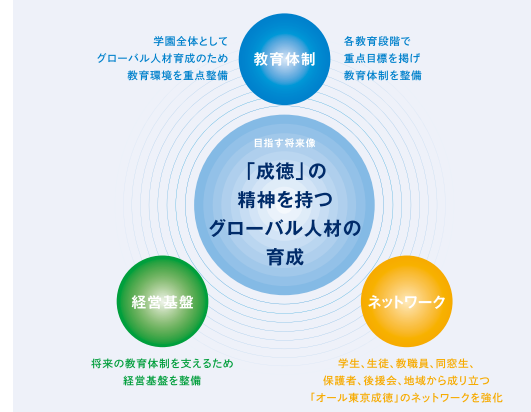 学園全体として
グローバル人材育成のため
教育環境を重点整備
教育体制
各教育段階で
重点目標を掲げ
教育体制を整備
目指す将来像
「成徳」の
精神を持つ
グローバル人材の
育成
経営基盤
ネットワーク
将来の教育体制を支えるため
経営基盤を整備
学生、生徒、教職員、同窓生、
保護者、後援会、地域から成り立つ
「オール東京成徳」のネットワークを強化